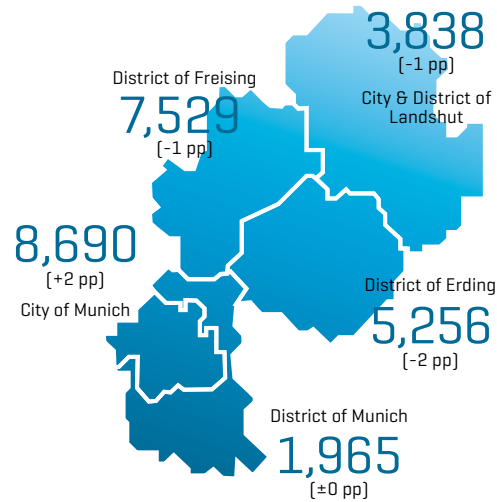 3,838
(-1 pp)
City & District of
Landshut
District of Freising
7,529
(-1 pp)
8,690
(+2 pp)
City of Munich
District of Erding
5,256
(-2 pp)
District of Munich
1,965
(±0 pp)